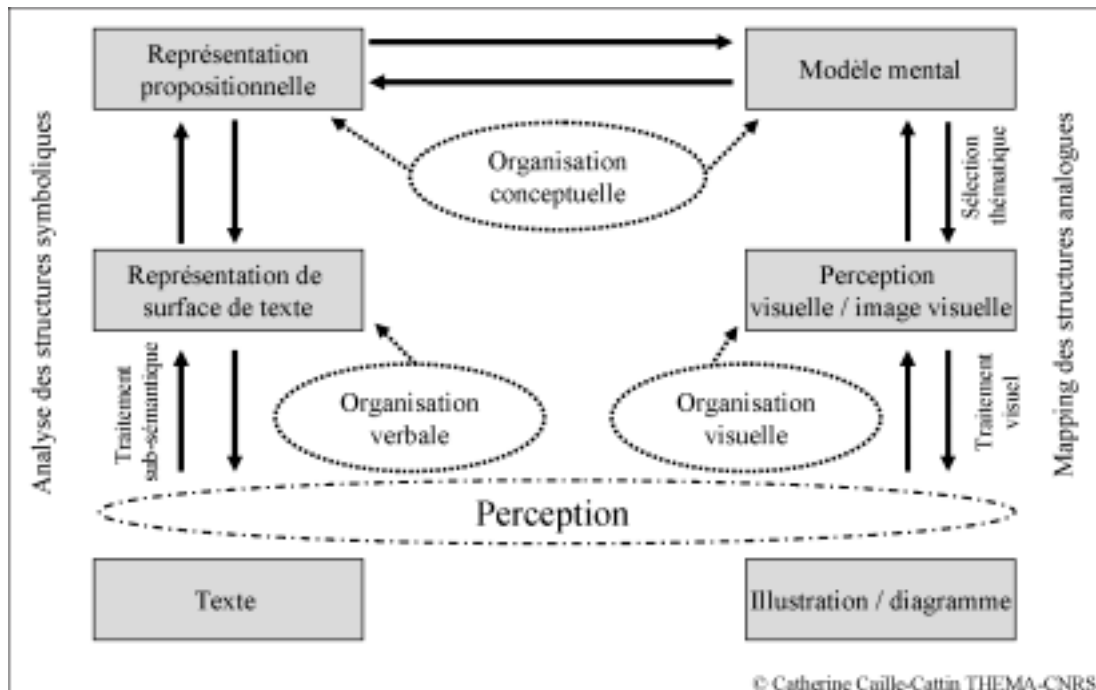 Représentation
propositionnelle
Modèle mental
Organisation
conceptuelle
Sélection
thématique
Analyse des structures symboliques
Mapping des structures analogues
Représentation de
surface de texte
Perception
visuelle / image visuelle
Traitement
sub-sémantique
Organisation
verbale
Organisation
visuelle
Traitement
visuel
Perception
Texte
Illustration / diagramme
© Catherine Caille-Cattin THEMA-CNRS